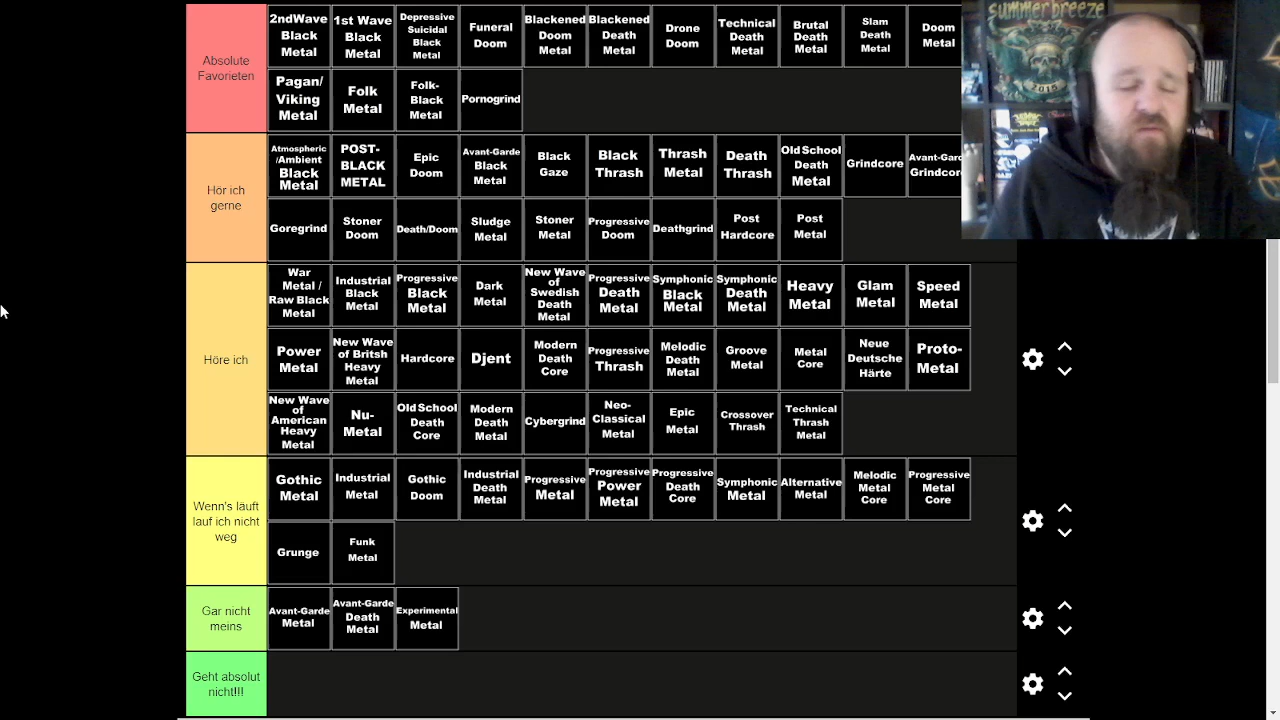 summerbreeze
2015
Absolute
Favorieten
2ndWave
Black
Metal
1st Wave
Black
Metal
Depressive
Suicidal
Black
Metal
Funeral
Doom
Blackened
Doom
Metal
Blackened
Death
Metal
Drone
Doom
Technical
Death
Metal
Brutal
Death
Metal
Slam
Death
Metal
Doom
Metal
Pagan/
Viking
Metal
Folk
Metal
Folk-
Black
Metal
Pornogrind
Hör ich
gerne
Atmospheric
/Ambient
Black
Metal
POST-
BLACK
METAL
Epic
Doom
Avant-Garde
Black
Metal
Black
Gaze
Black
Thrash
Thrash
Metal
Death
Thrash
Old School
Death
Metal
Grindcore
Avant-Gard
Grindcore
Goregrind
Stoner
Doom
Death/Doom
Sludge
Metal
Stoner
Metal
Progressive
Doom
Deathgrind
Post
Hardcore
Post
Metal
Höre ich
War
Metal /
Raw Black
Metal
Industrial
Black
Metal
Progressive
Black
Metal
Dark
Metal
New Wave
of
Swedish
Death
Metal
Progressive
Death
Metal
Symphonic
Black
Metal
Symphonic
Death
Metal
Heavy
Metal
Glam
Metal
Speed
Metal
Power
Metal
New Wave
of Britsh
Heavy
Metal
Hardcore
Djent
Modern
Death
Core
Progressive
Thrash
Melodic
Death
Metal
Groove
Metal
Metal
Core
Neue
Deutsche
Härte
Proto-
Metal
New Wave
of
American
Heavy
Metal
Nu-
Metal
Old School
Death
Core
Modern
Death
Metal
Cybergrind
Neo-
Classical
Metal
Epic
Metal
Crossover
Thrash
Technical
Thrash
Metal
Wenn's läuft
lauf ich nicht
weg
Gothic
Metal
Industrial
Metal
Gothic
Doom
Industrial
Death
Metal
Progressive
Metal
Progressive
Power
Metal
Progressive
Death
Core
Symphonic
Metal
Alternative
Metal
Melodic
Metal
Core
Progressive
Metal
Core
Grunge
Funk
Metal
Gar nicht
meins
Avant-Garde
Metal
Avant-Garde
Death
Metal
Experimental
Metal
Geht absolut
nicht!!!